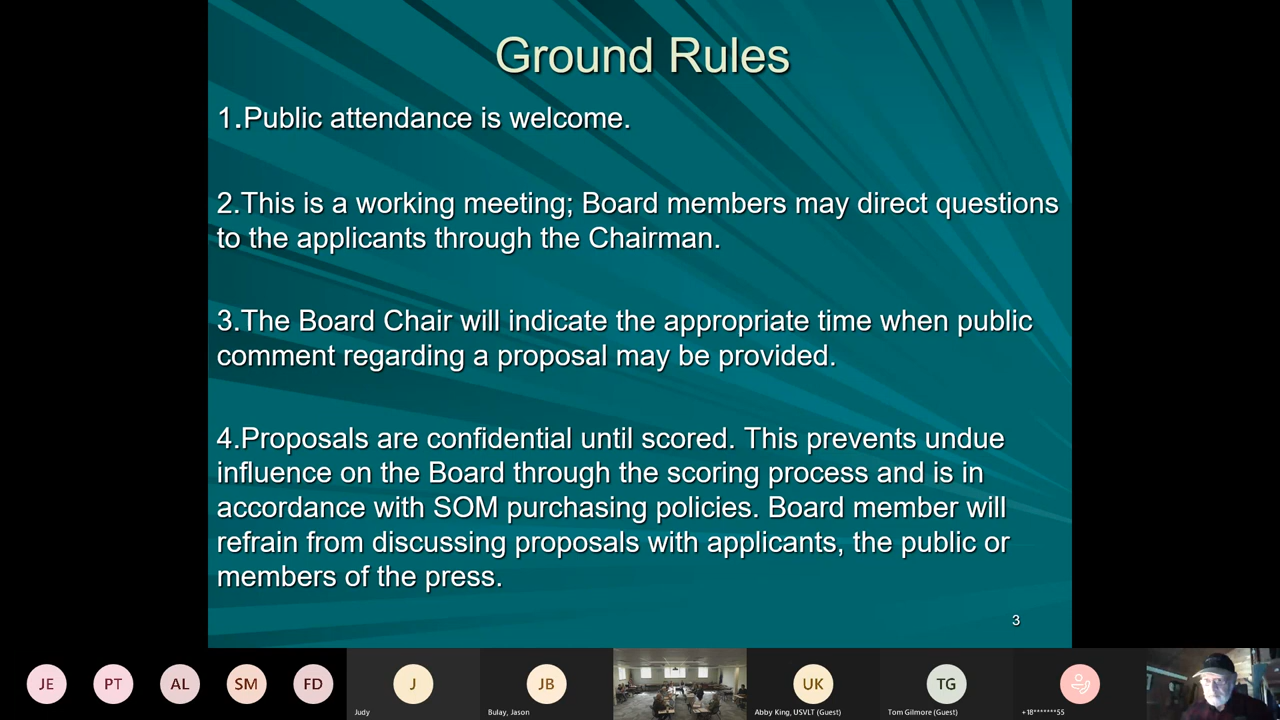 Ground Rules
1.Public attendance is welcome.
2.This is a working meeting; Board members may direct questions
to the applicants through the Chairman.
3.The Board Chair will indicate the appropriate time when public
comment regarding a proposal may be provided.
4.Proposals are confidential until scored. This prevents undue
influence on the Board through the scoring process and is in
accordance with SOM purchasing policies. Board member will
refrain from discussing proposals with applicants, the public or
members of the press.
3
JE
PT
AL
SM
FD
J
JB
UK
TG
Judy
Bulay, Jason
Abby King, USVLT (Guest)
Tom Gilmore (Guest)
+18*******55